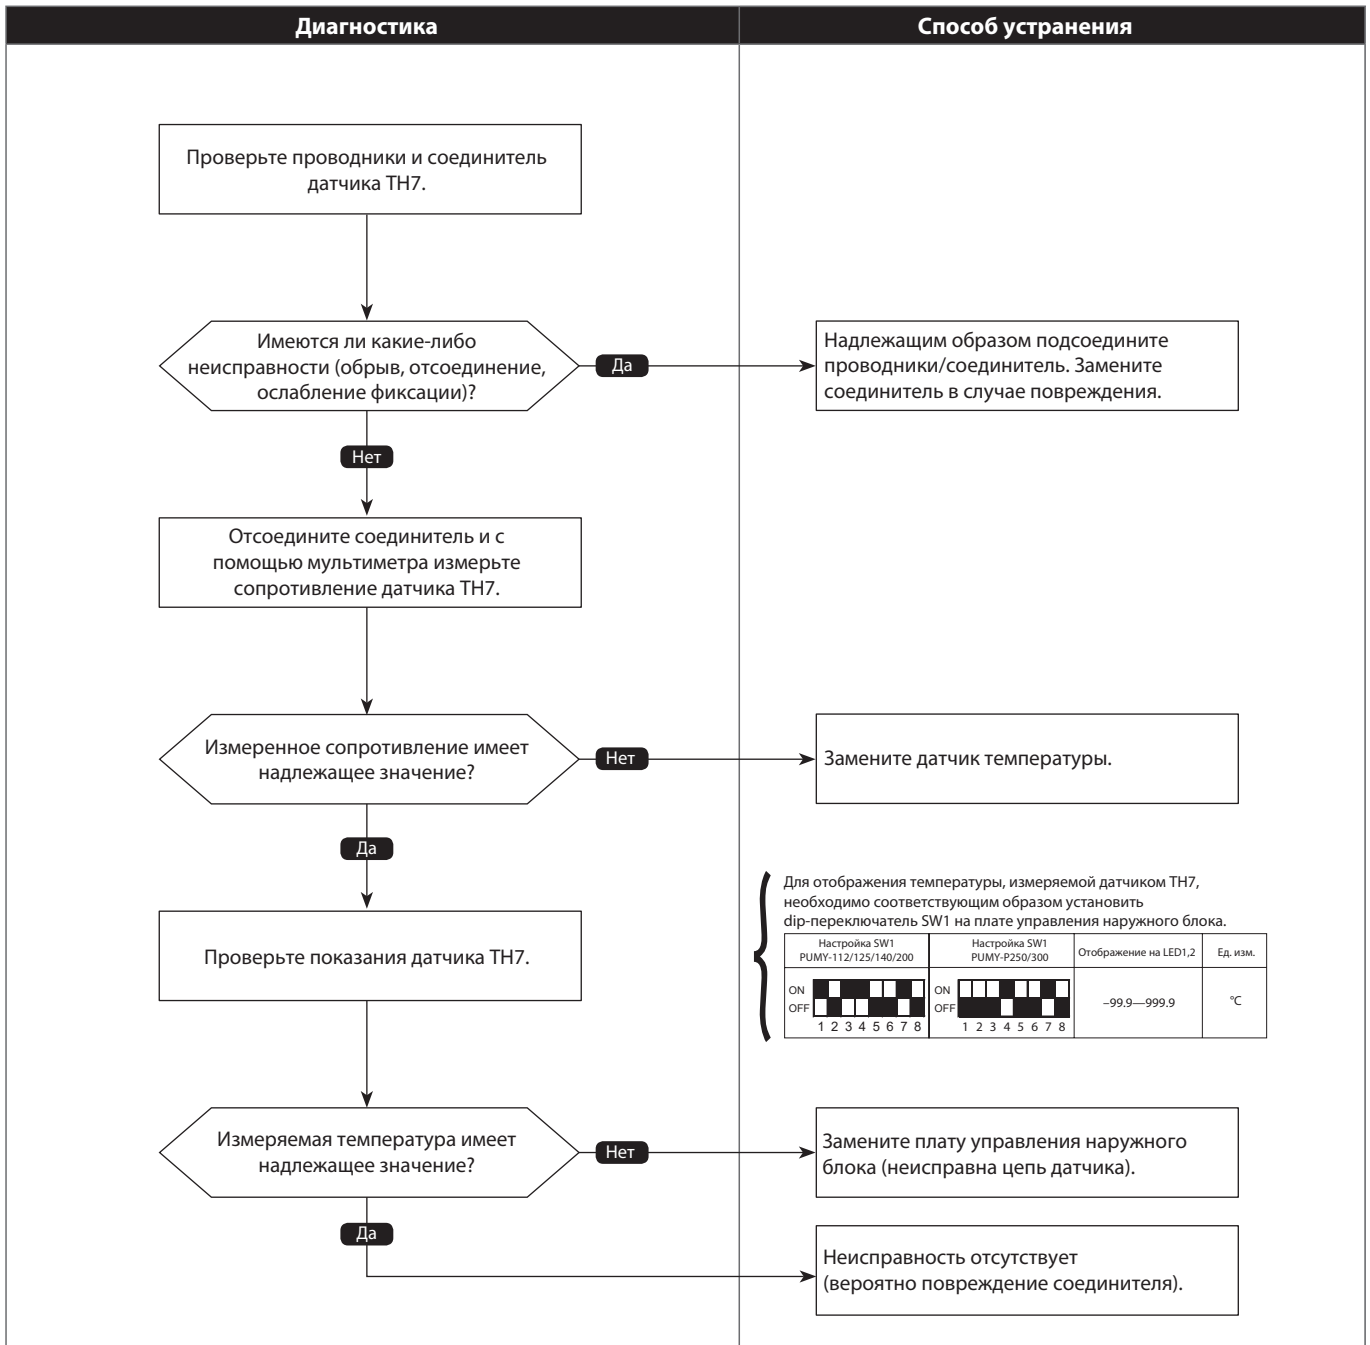 Диагностика
Способ устранения
Проверьте проводники и соединитель
датчика TH7.
Имеются ли какие-либо
неисправности (обрыв, отсоединение,
ослабление фиксации)?
Да
Надлежащим образом подсоедините
проводники/соединитель. Замените
соединитель в случае повреждения.
Нет
Отсоедините соединитель и с
помощью мультиметра измерьте
сопротивление датчика TH7.
Измеренное сопротивление имеет
надлежащее значение?
Нет
Замените датчик температуры.
Да
Проверьте показания датчика TH7.
Для отображения температуры, измеряемой датчиком TH7,
необходимо соответствующим образом установить
dip-переключатель SW1 на плате управления наружного блока.
Настройка SW1
PUMY-112/125/140/200
Настройка SW1
PUMY-P250/300
Отображение на LED1,2
Ед. изм.
ON
OFF
1 2 3 4 5 6 7 8
ON
OFF
1 2 3 4 5 6 7 8
–99.9—999.9
°C
Измеряемая температура имеет
надлежащее значение?
Нет
Замените плату управления наружного
блока (неисправна цепь датчика).
Да
Неисправность отсутствует
(вероятно повреждение соединителя).